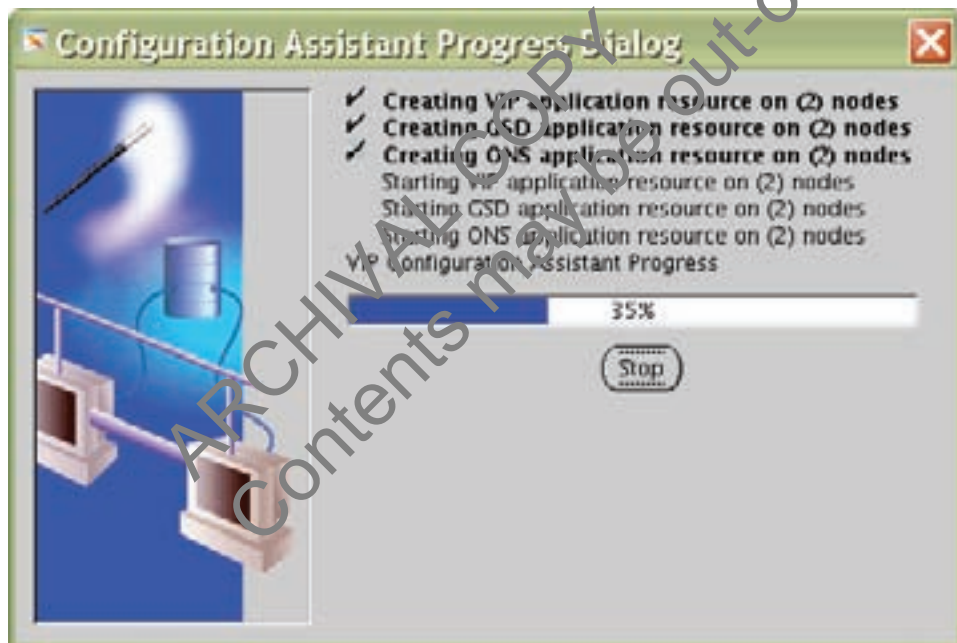 Configuration Assistant Progress Dialog
Creating VIP application resource on (2) nodes
Creating GSD application resource on (2) nodes
Creating ONS application resource on (2) nodes
Starting VIP application resource on (2) nodes
Starting GSD application resource on (2) nodes
Starting ONS application resource on (2) nodes
VIP Configuration Assistant Progress
35%
Stop
ARCHIVAL COPY
Contents may be out-o